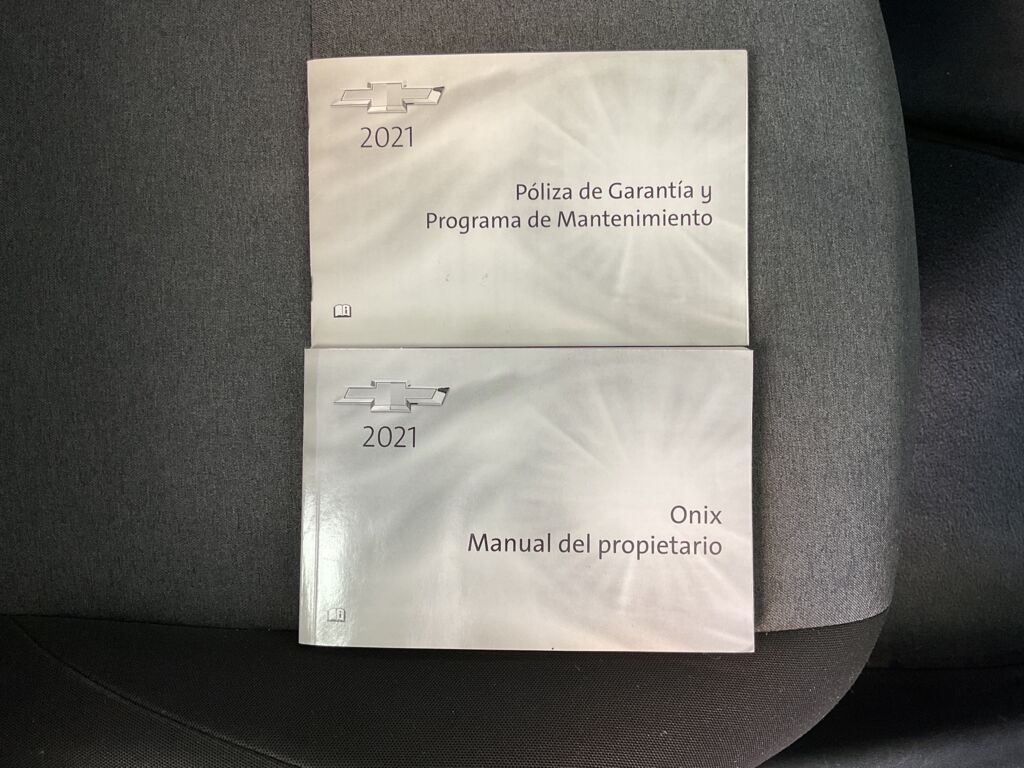 2021
Póliza de Garantía y
Programa de Mantenimiento
2021
Onix
Manual del propietario